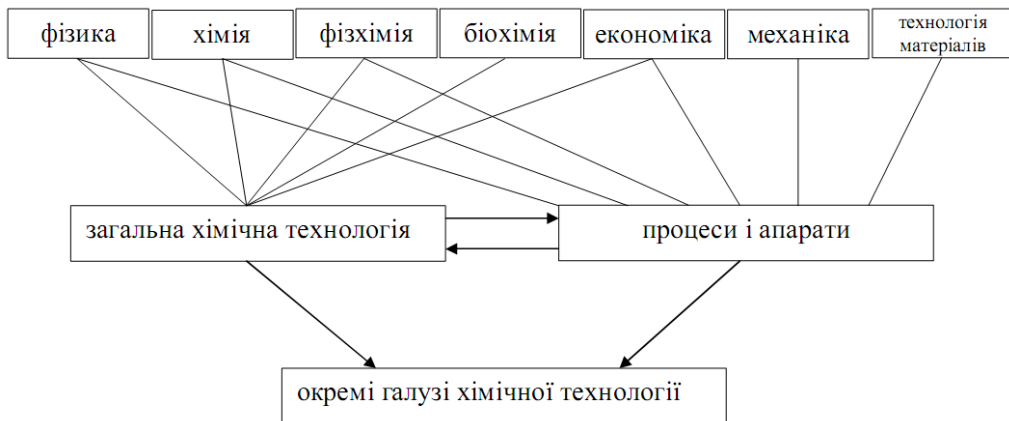 фізика
хімія
фізхімія
біохімія
економіка
механіка
технологія
матеріалів
загальна хімічна технологія
процеси і апарати
окремі галузі хімічної технології